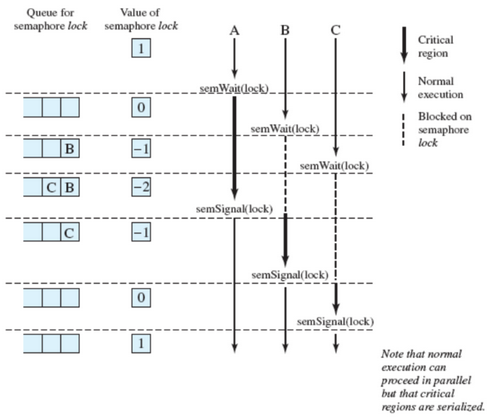 Queue for
semaphore lock
Value of
semaphore lock
A
B
C
1
Critical
region
Normal
execution
Blocked on
semaphore
lock
semWait(lock)
0
semWait(lock)
B
-1
semWait(lock)
C B
-2
semSignal(lock)
C
-1
semSignal(lock)
0
semSignal(lock)
1
Note that normal
execution can
proceed in parallel
but that critical
regions are serialized.